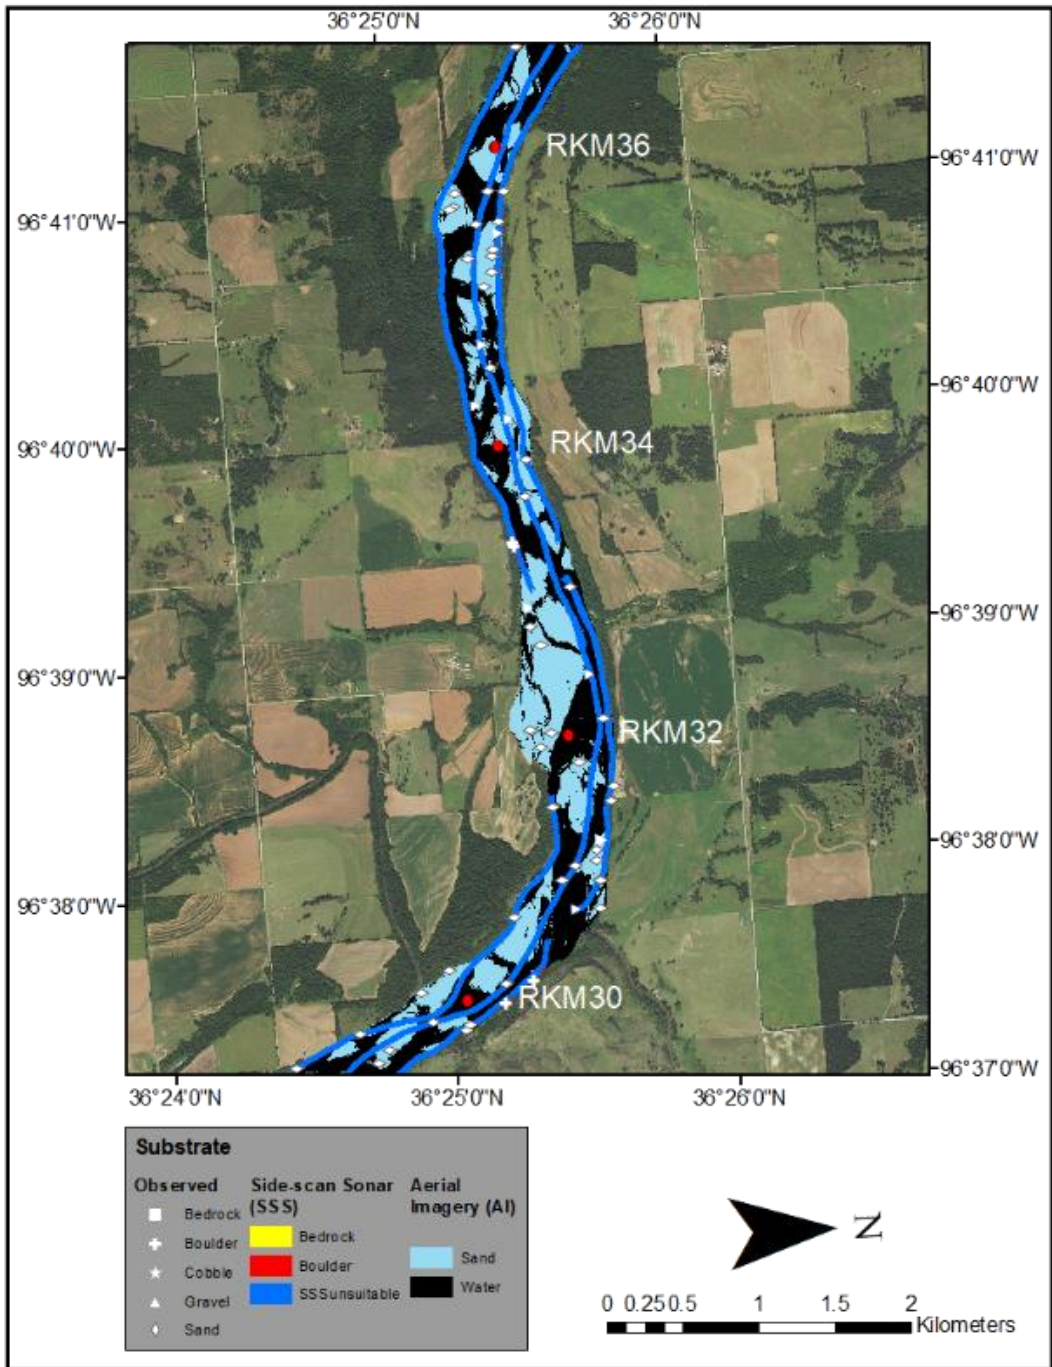 36°25'0"N 36°26'0"N
RKM36
96°41'0"W
96°41'0"W
96°40'0"W
RKM34
96°40'0"W
96°39'0"W
96°39'0"W
RKM32
96°38'0"W
96°38'0"W
RKM30
96°37'0"W
36°24'0"N 36°25'0"N 36°26'0"N
Substrate
Observed Side-scan Sonar Aerial
(SSS) Imagery (AI)
Bedrock
Boulder
Cobble
Gravel
Sand
Bedrock
Boulder
SSSunsuitable
Sand
Water
N
0 0.25 0.5 1 1.5 2
Kilometers